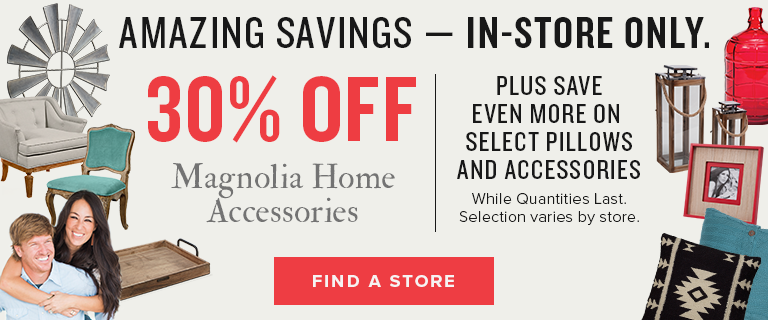 AMAZING SAVINGS — IN-STORE ONLY.
30% OFF
Magnolia Home
Accessories
PLUS SAVE
EVEN MORE ON
SELECT PILLOWS
AND ACCESSORIES
While Quantities Last.
Selection varies by store.
FIND A STORE